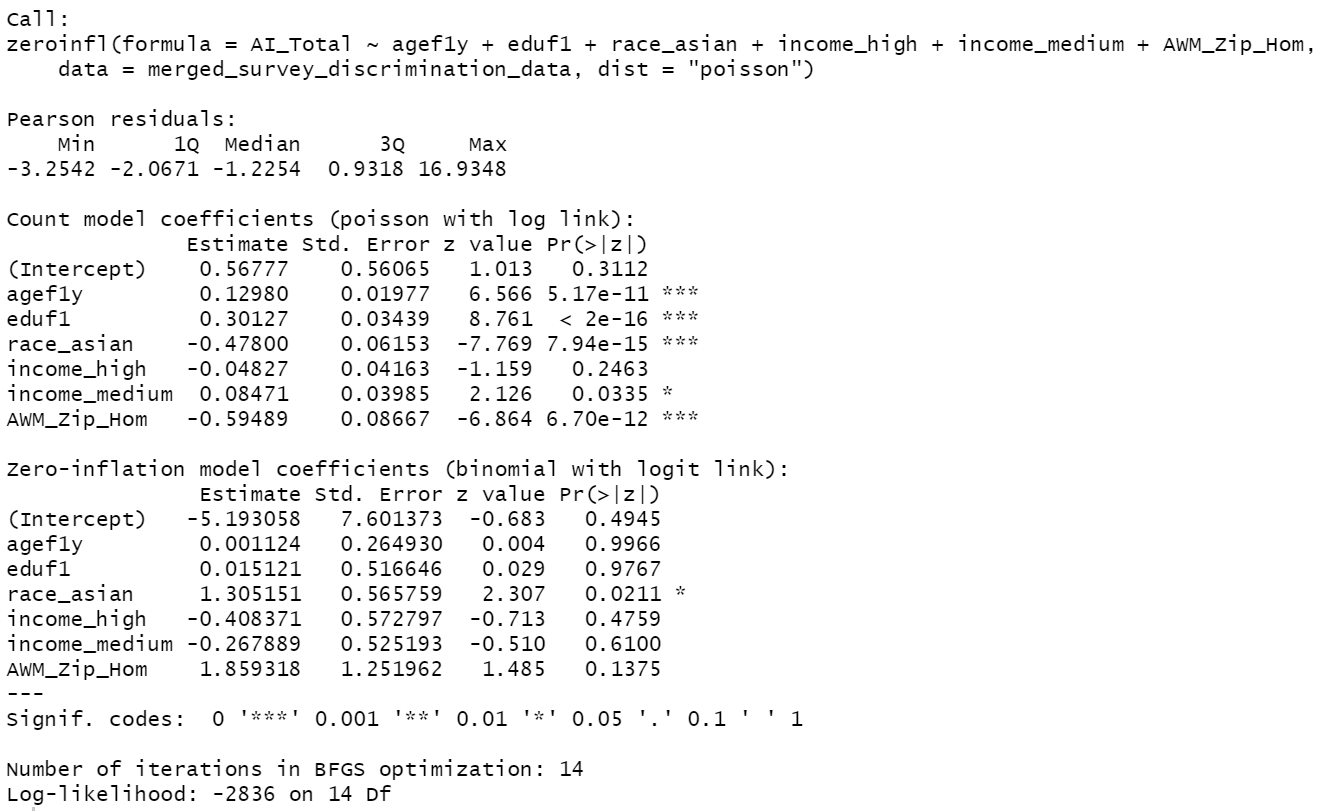 Call:
zeroinfl(formula = AI_Total ~ agef1y + eduf1 + race_asian + income_high + income_medium + AWM_Zip_Hom,
    data = merged_survey_discrimination_data, dist = "poisson")

Pearson residuals:
    Min      1Q  Median      3Q     Max
-3.2542 -2.0671 -1.2254  0.9318 16.9348

Count model coefficients (poisson with log link):
              Estimate Std. Error z value Pr(>|z|)
(Intercept)    0.56777    0.56065   1.013   0.3112
agef1y         0.12980    0.01977   6.566 5.17e-11 ***
eduf1          0.30127    0.03439   8.761  < 2e-16 ***
race_asian    -0.47800    0.06153  -7.769 7.94e-15 ***
income_high   -0.04827    0.04163  -1.159   0.2463
income_medium  0.08471    0.03985   2.126   0.0335 *
AWM_Zip_Hom   -0.59489    0.08667  -6.864 6.70e-12 ***

Zero-inflation model coefficients (binomial with logit link):
               Estimate Std. Error z value Pr(>|z|)
(Intercept)   -5.193058   7.601373  -0.683   0.4945
agef1y         0.001124   0.264930   0.004   0.9966
eduf1          0.015121   0.516646   0.029   0.9767
race_asian     1.305151   0.565759   2.307   0.0211 *
income_high   -0.408371   0.572797  -0.713   0.4759
income_medium -0.267889   0.525193  -0.510   0.6100
AWM_Zip_Hom    1.859318   1.251962   1.485   0.1375
---
Signif. codes:  0 '***' 0.001 '**' 0.01 '*' 0.05 '.' 0.1 ' ' 1

Number of iterations in BFGS optimization: 14
Log-likelihood: -2836 on 14 Df